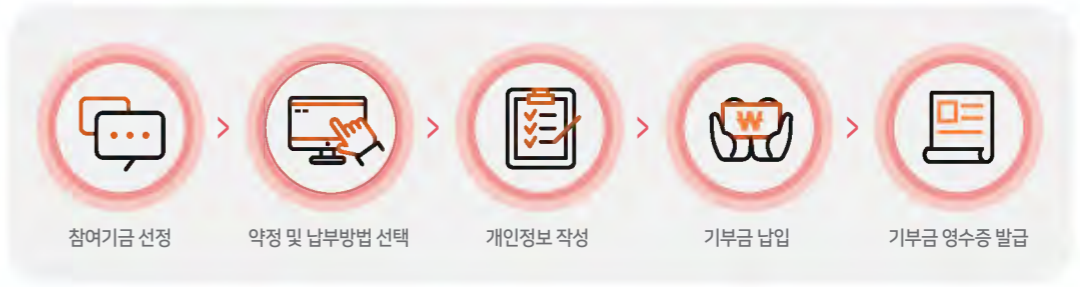 참여기금 선정
약정 및 납부방법 선택
개인정보 작성
₩
기부금 납입
기부금 영수증 발급